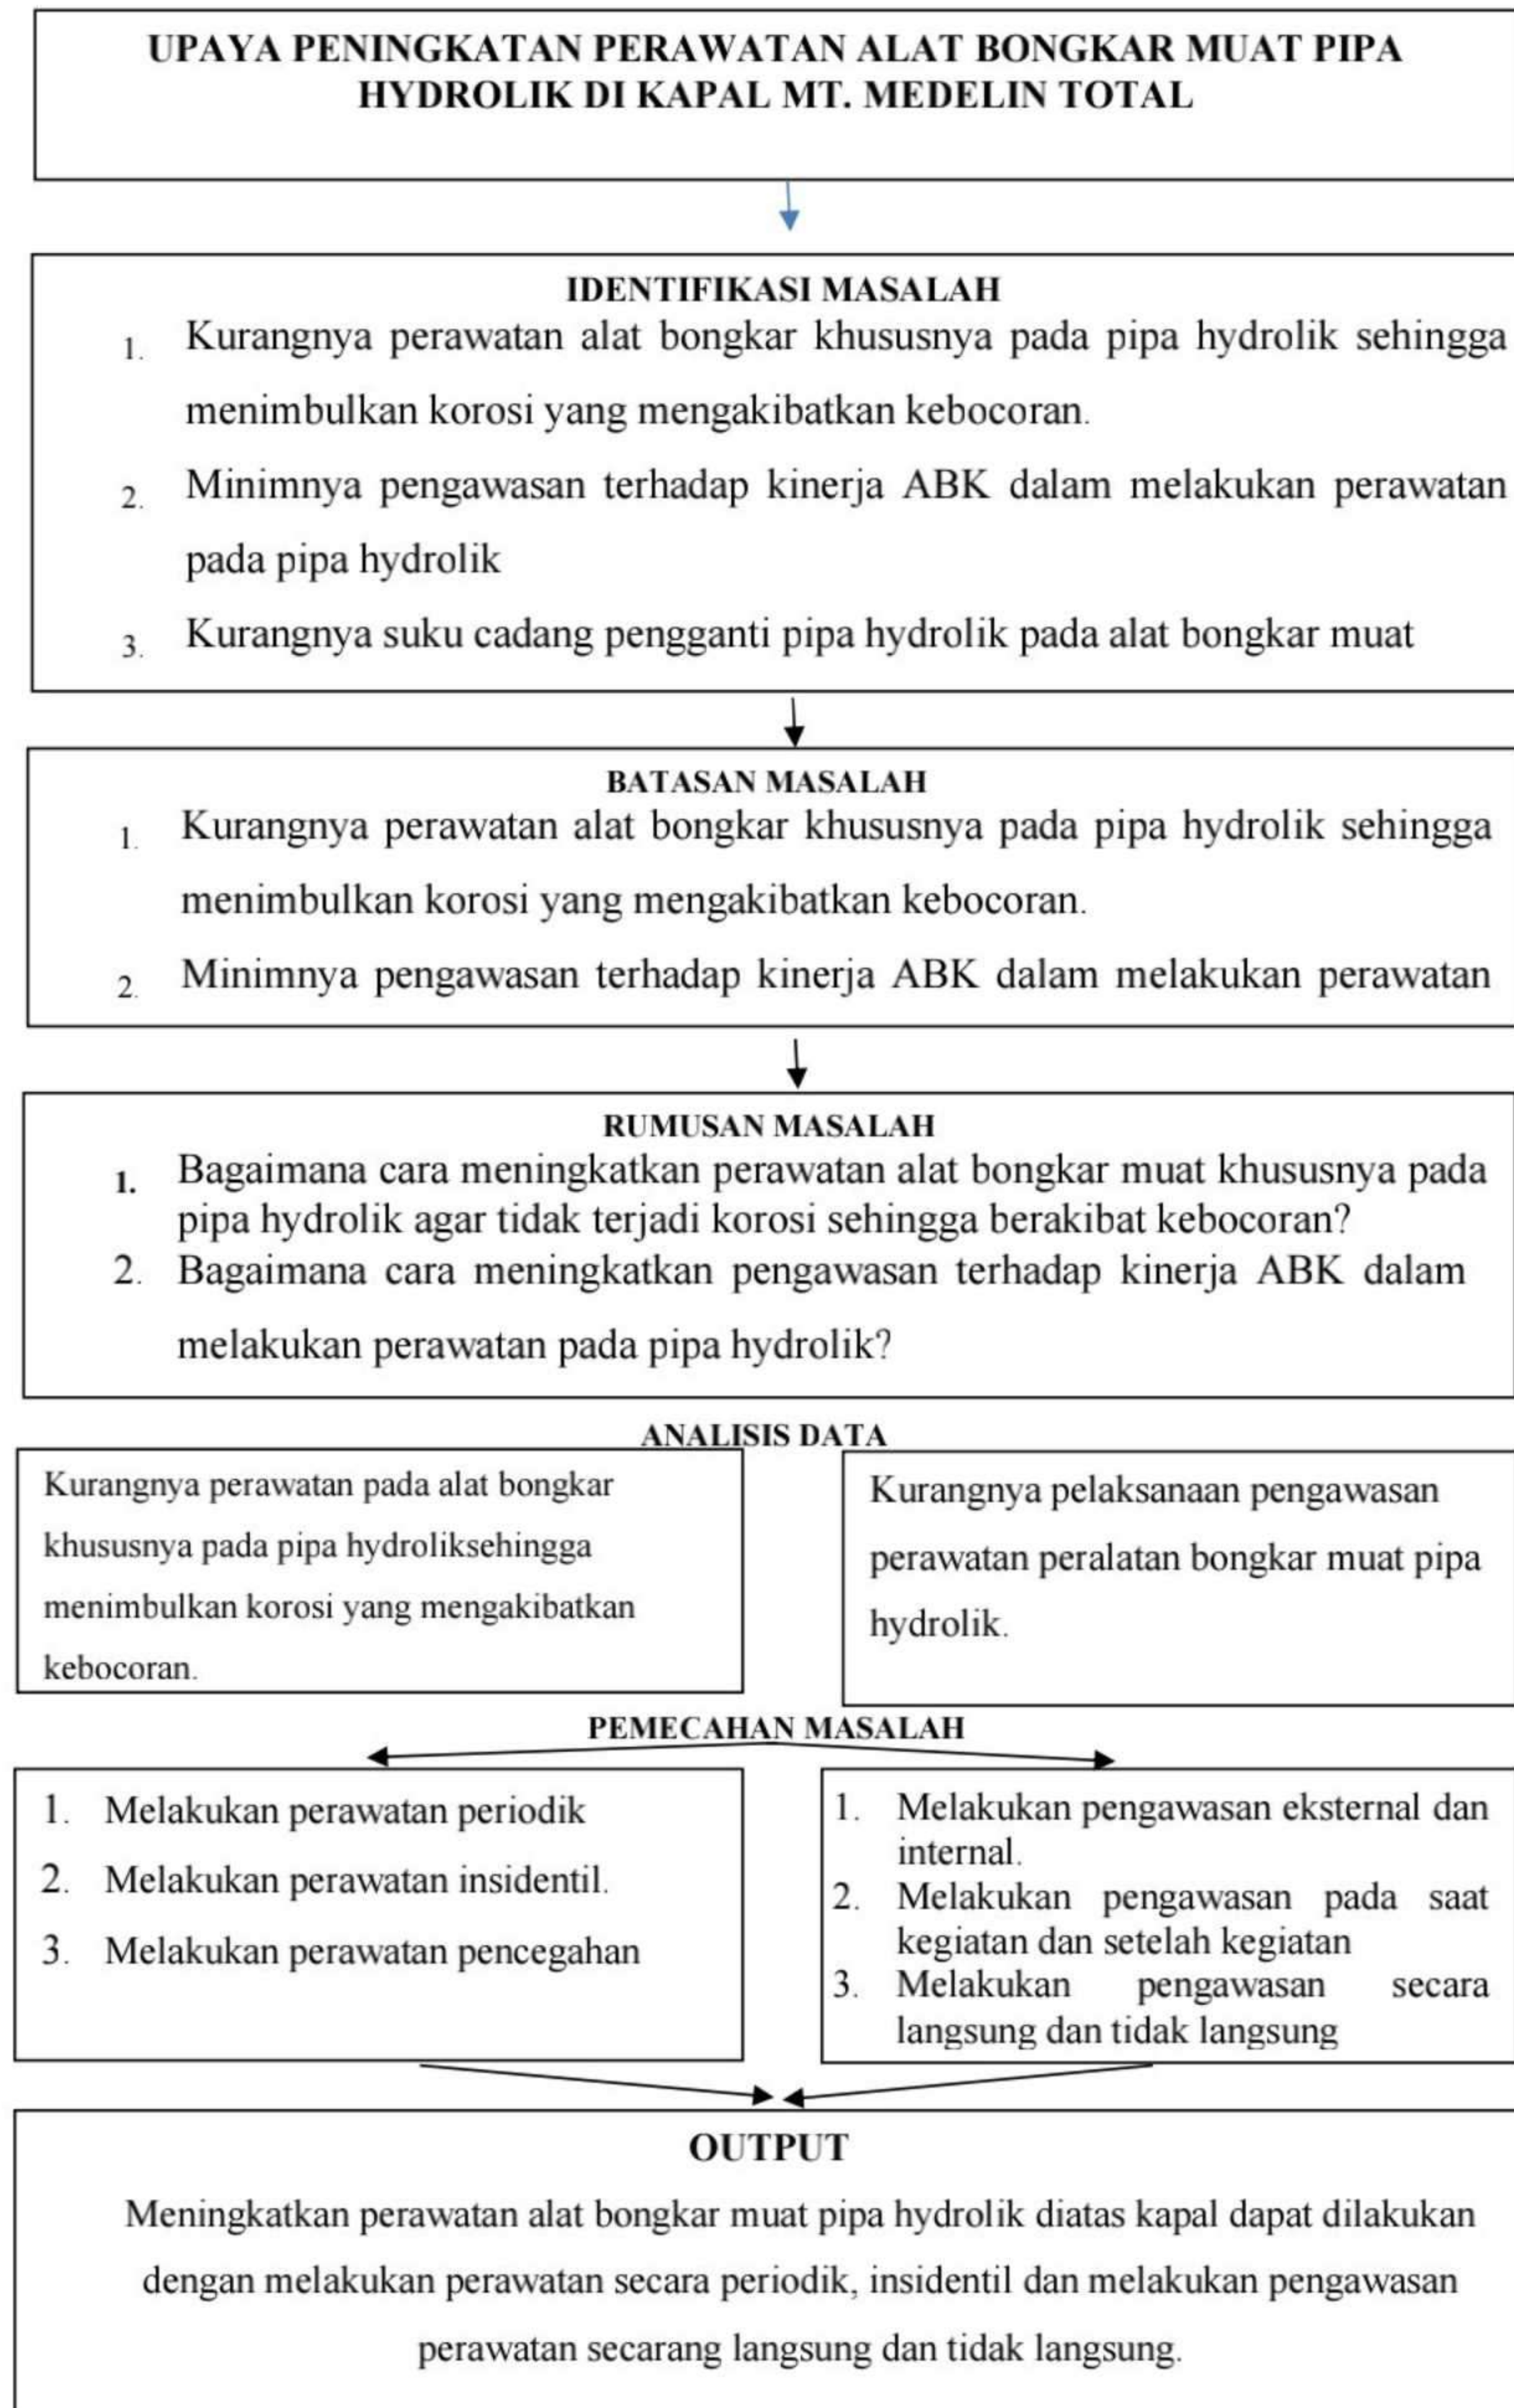 UPAYA PENINGKATAN PERAWATAN ALAT BONGKAR MUAT PIPA
HYDROLIK DI KAPAL MT. MEDELIN TOTAL
IDENTIFIKASI MASALAH
1. Kurangnya perawatan alat bongkar khususnya pada pipa hydrolik sehingga
menimbulkan korosi yang mengakibatkan kebocoran.
2. Minimnya pengawasan terhadap kinerja ABK dalam melakukan perawatan
pada pipa hydrolik
3. Kurangnya suku cadang pengganti pipa hydrolik pada alat bongkar muat
BATASAN MASALAH
1. Kurangnya perawatan alat bongkar khususnya pada pipa hydrolik sehingga
menimbulkan korosi yang mengakibatkan kebocoran.
2. Minimnya pengawasan terhadap kinerja ABK dalam melakukan perawatan
RUMUSAN MASALAH
1. Bagaimana cara meningkatkan perawatan alat bongkar muat khususnya pada
pipa hydrolik agar tidak terjadi korosi sehingga berakibat kebocoran?
2. Bagaimana cara meningkatkan pengawasan terhadap kinerja ABK dalam
melakukan perawatan pada pipa hydrolik?
ANALISIS DATA
Kurangnya perawatan pada alat bongkar
khususnya pada pipa hydroliksehingga
menimbulkan korosi yang mengakibatkan
kebocoran.
Kurangnya pelaksanaan pengawasan
perawatan peralatan bongkar muat pipa
hydrolik.
PEMECAHAN MASALAH
1. Melakukan perawatan periodik
2. Melakukan perawatan insidentil.
3. Melakukan perawatan pencegahan
1. Melakukan pengawasan eksternal dan
internal.
2. Melakukan pengawasan pada saat
kegiatan dan setelah kegiatan
3. Melakukan pengawasan secara
langsung dan tidak langsung
OUTPUT
Meningkatkan perawatan alat bongkar muat pipa hydrolik diatas kapal dapat dilakukan
dengan melakukan perawatan secara periodik, insidentil dan melakukan pengawasan
perawatan secarang langsung dan tidak langsung.